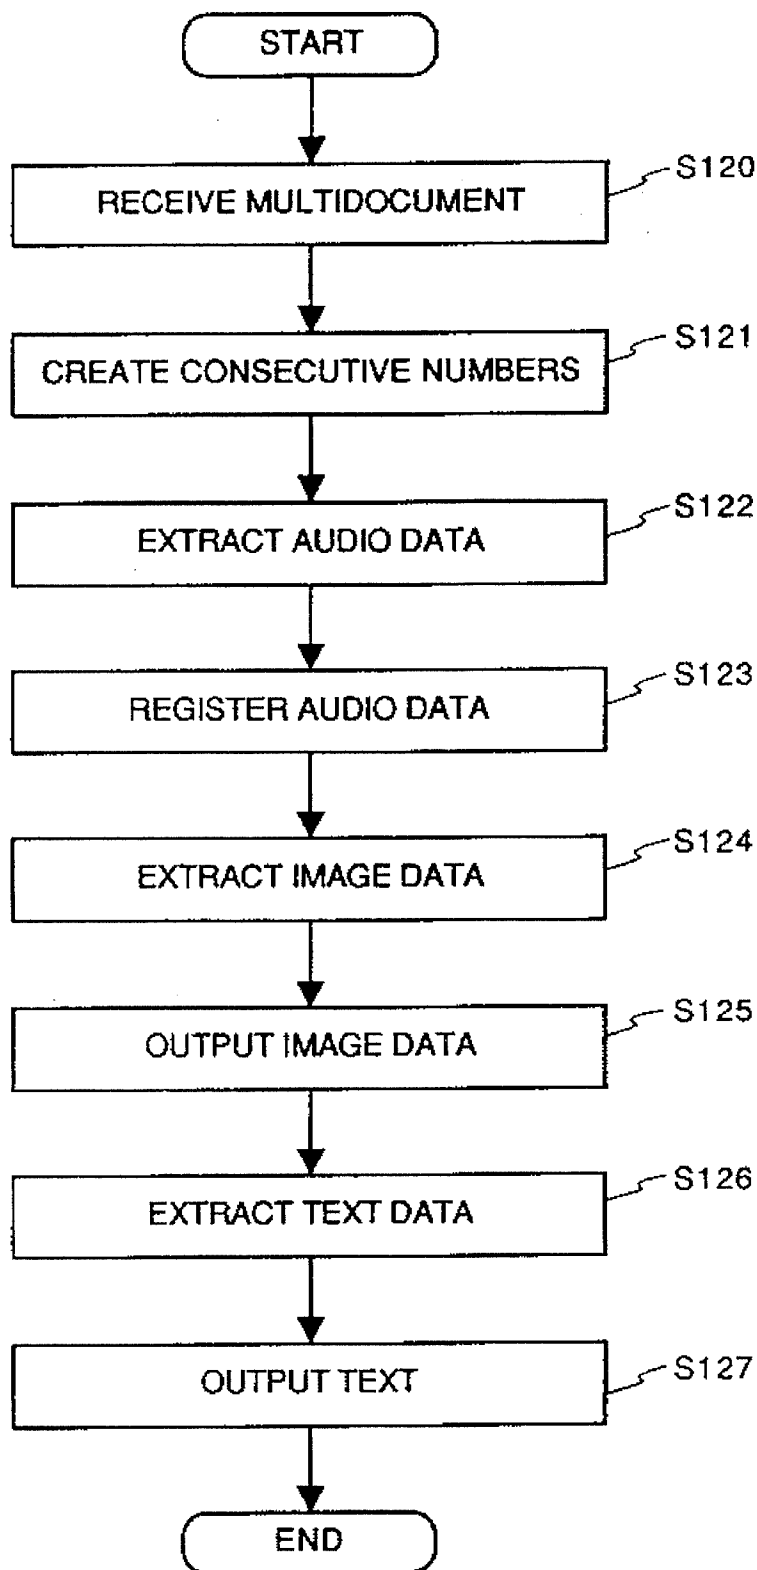 START
RECEIVE MULTIDOCUMENT
S120
CREATE CONSECUTIVE NUMBERS
S121
EXTRACT AUDIO DATA
S122
REGISTER AUDIO DATA
S123
EXTRACT IMAGE DATA
S124
OUTPUT IMAGE DATA
S125
EXTRACT TEXT DATA
S126
OUTPUT TEXT
S127
END